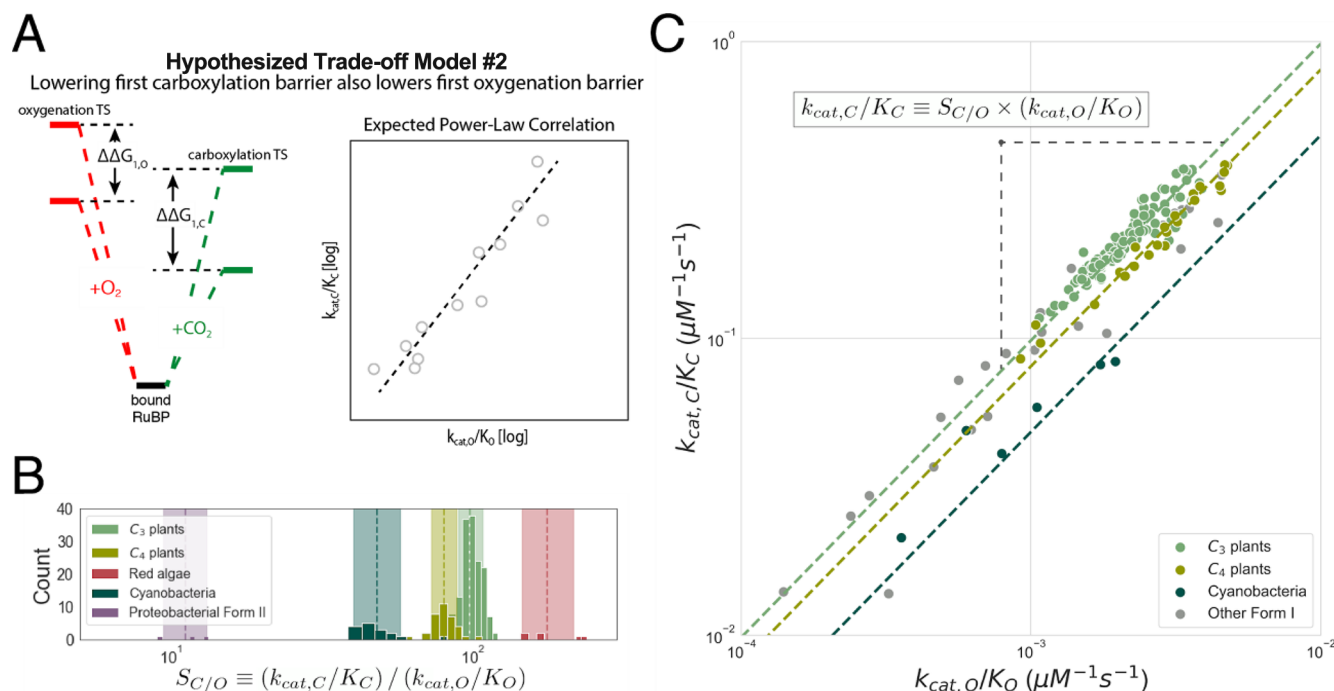 A
Hypothesized Trade-off Model #2
Lowering first carboxylation barrier also lowers first oxygenation barrier
oxygenation TS
ΔΔG1,O
carboxylation TS
ΔΔG1,C
+O2
+CO2
bound
RuBP
Expected Power-Law Correlation
kcat,C/KC [log]
kcat,O/KO [log]
B
Count
40
30
20
10
0
C3 plants
C4 plants
Red algae
Cyanobacteria
Proteobacterial Form II
10^1
10^2
SC/O ≡ (kcat,C/KC) / (kcat,O/KO)
C
kcat,C/KC ≡ SC/O × (kcat,O/KO)
kcat,C/KC (μM^−1s^−1)
10^0
10^−1
10^−2
C3 plants
C4 plants
Cyanobacteria
Other Form I
10^−4
10^−3
10^−2
kcat,O/KO (μM^−1s^−1)